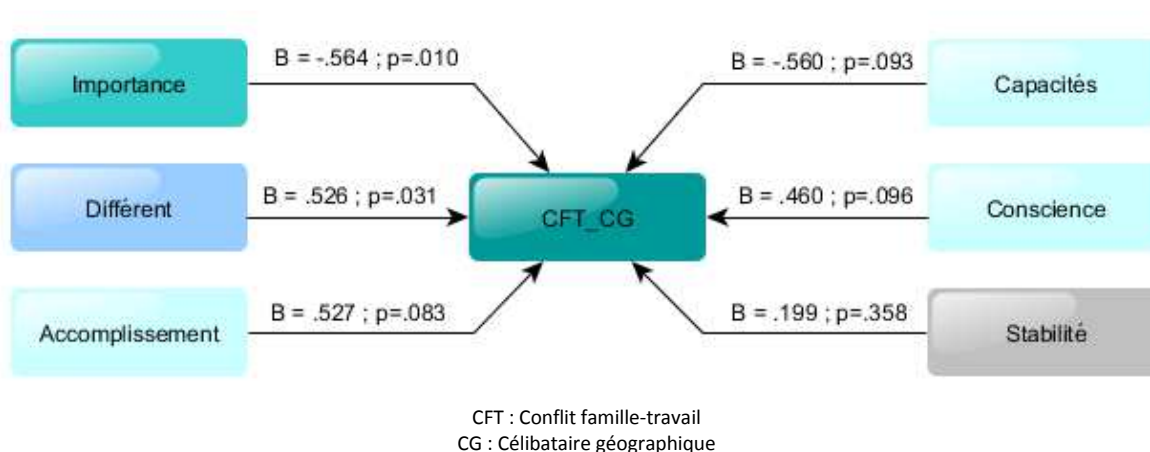 Importance
B = -.564 ; p=.010
B = -.560 ; p=.093
Capacités
Différent
B = .526 ; p=.031
CFT_CG
B = .460 ; p=.096
Conscience
Accomplissement
B = .527 ; p=.083
B = .199 ; p=.358
Stabilité
CFT : Conflit famille-travail
CG : Célibataire géographique